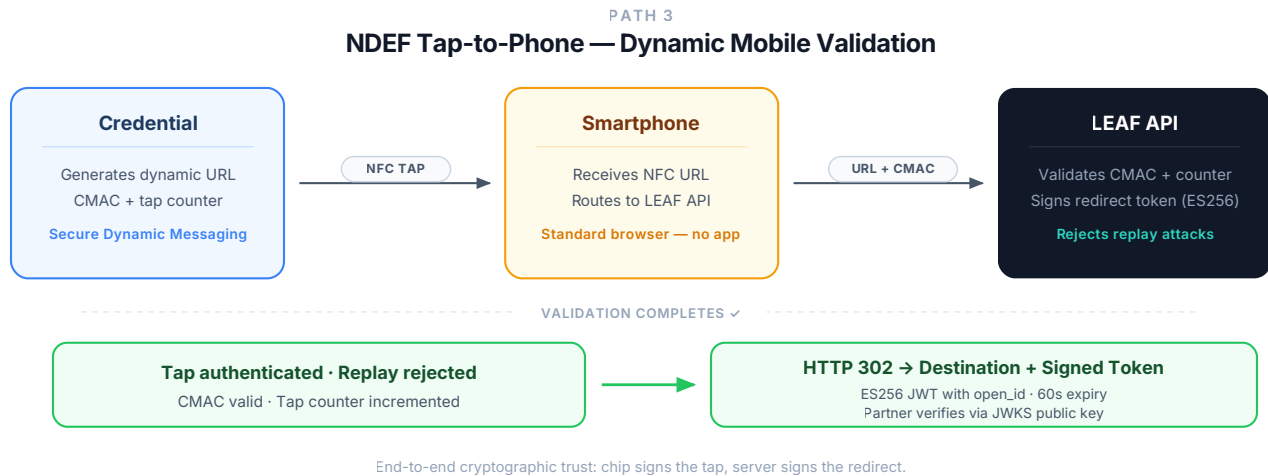 PATH 3
NDEF Tap-to-Phone — Dynamic Mobile Validation
Credential
Generates dynamic URL
CMAC + tap counter
Secure Dynamic Messaging
NFC TAP
Smartphone
Receives NFC URL
Routes to LEAF API
Standard browser — no app
URL + CMAC
LEAF API
Validates CMAC + counter
Signs redirect token (ES256)
Rejects replay attacks
VALIDATION COMPLETES ✓
Tap authenticated · Replay rejected
CMAC valid · Tap counter incremented
HTTP 302 → Destination + Signed Token
ES256 JWT with open_id · 60s expiry
Partner verifies via JWKS public key
End-to-end cryptographic trust: chip signs the tap, server signs the redirect.